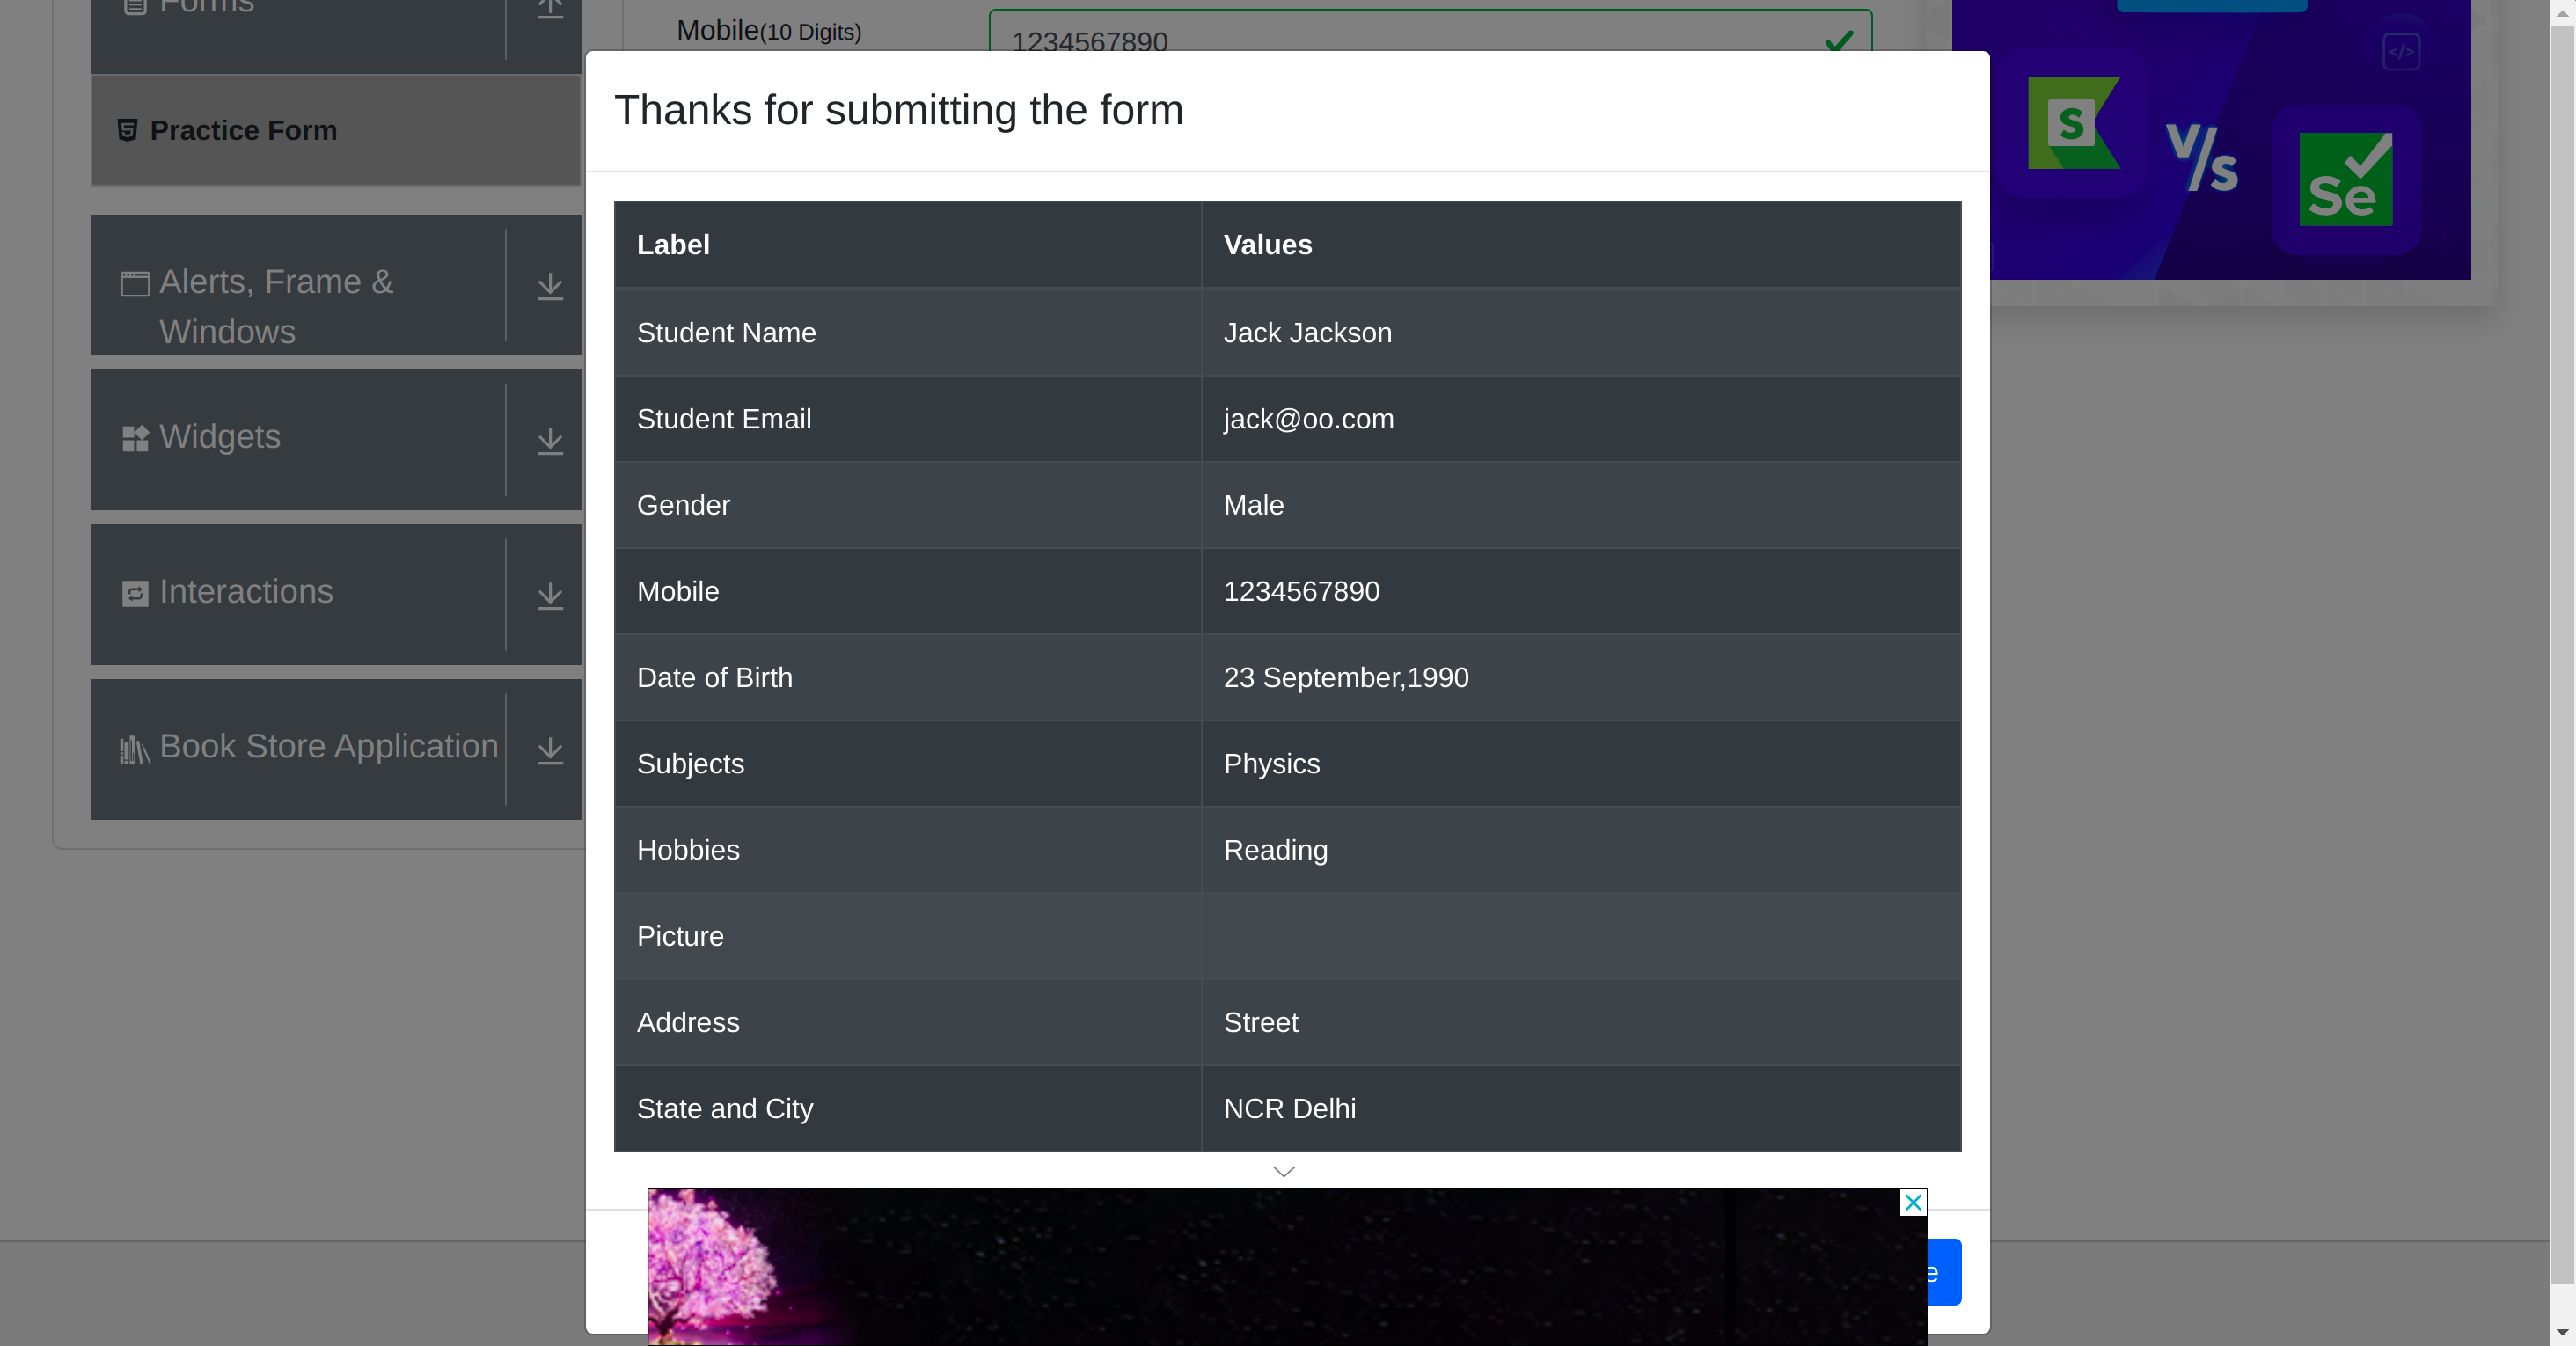 Forms
Mobile(10 Digits)
1234567890
Practice Form
Alerts, Frame &
Windows
Widgets
Interactions
Book Store Application
Thanks for submitting the form
Label Values
Student Name Jack Jackson
Student Email jack@oo.com
Gender Male
Mobile 1234567890
Date of Birth 23 September,1990
Subjects Physics
Hobbies Reading
Picture
Address Street
State and City NCR Delhi
e
S
V/s
Se
</>